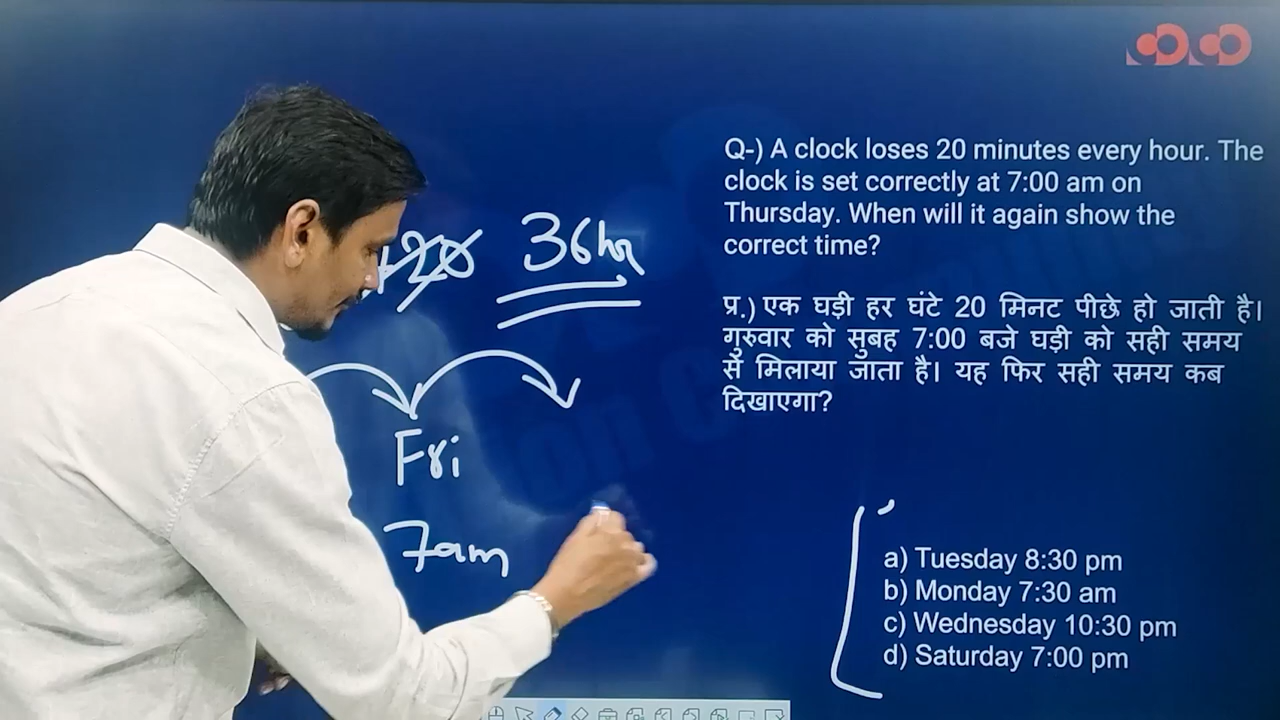 Q-) A clock loses 20 minutes every hour. The
clock is set correctly at 7:00 am on
Thursday. When will it again show the
correct time?
प्र.) एक घड़ी हर घंटे 20 मिनट पीछे हो जाती है।
गुरुवार को सुबह 7:00 बजे घड़ी को सही समय
से मिलाया जाता है। यह फिर सही समय कब
दिखाएगा?
36hr
Fri
7am
a) Tuesday 8:30 pm
b) Monday 7:30 am
c) Wednesday 10:30 pm
d) Saturday 7:00 pm